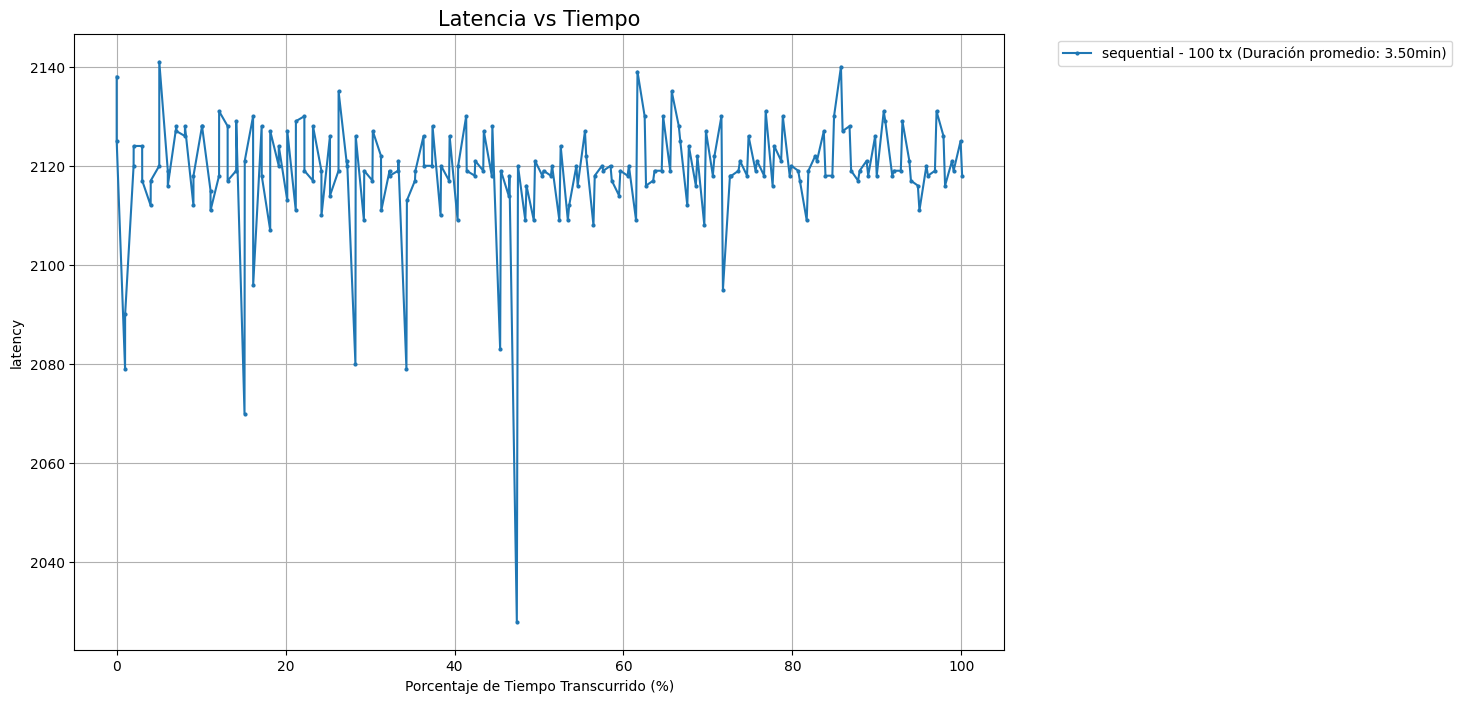 Latencia vs Tiempo
sequential - 100 tx (Duración promedio: 3.50min)
2140
2120
2100
2080
2060
2040
latency
0 20 40 60 80 100
Porcentaje de Tiempo Transcurrido (%)